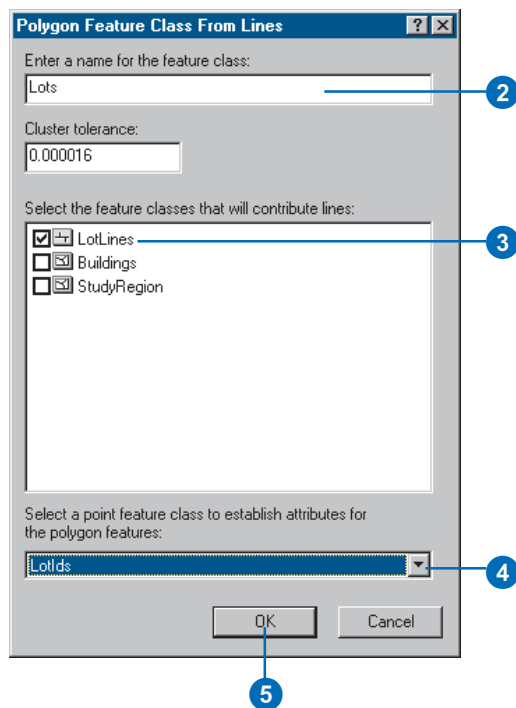 Polygon Feature Class From Lines
Enter a name for the feature class:
Lots
2
Cluster tolerance:
0.000016
Select the feature classes that will contribute lines:
LotLines
3
Buildings
StudyRegion
Select a point feature class to establish attributes for
the polygon features:
LotIds
4
OK
Cancel
5